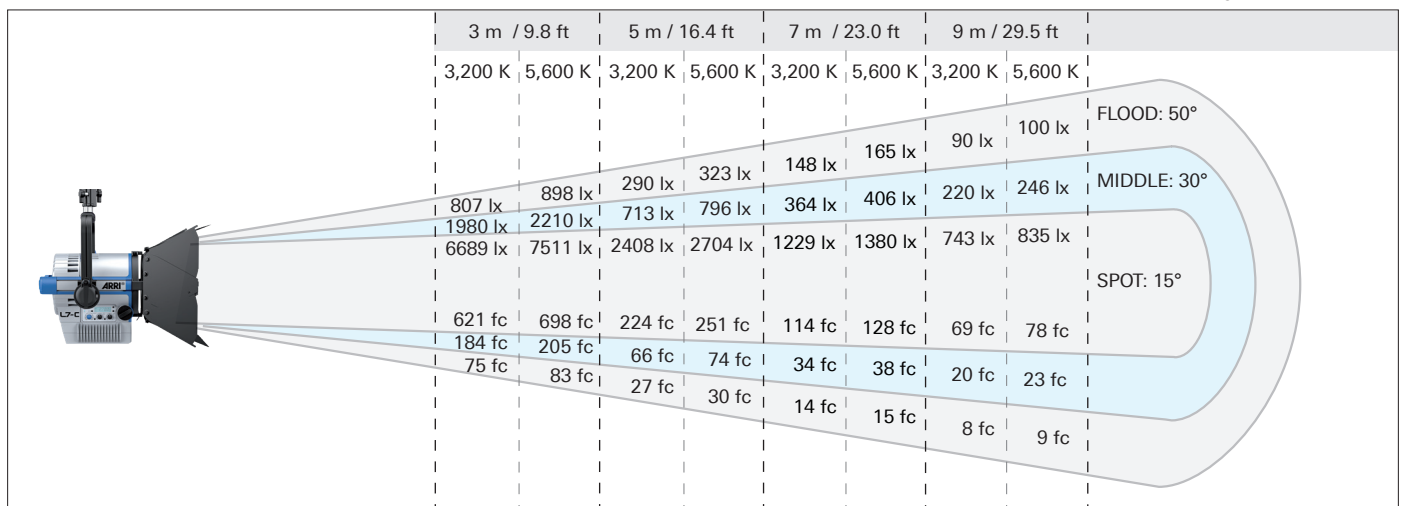 3 m / 9.8 ft 5 m / 16.4 ft 7 m / 23.0 ft 9 m / 29.5 ft
3,200 K 5,600 K 3,200 K 5,600 K 3,200 K 5,600 K 3,200 K 5,600 K
FLOOD: 50°
807 lx 898 lx 290 lx 323 lx 148 lx 165 lx 90 lx 100 lx
MIDDLE: 30°
1980 lx 2210 lx 713 lx 796 lx 364 lx 406 lx 220 lx 246 lx
6689 lx 7511 lx 2408 lx 2704 lx 1229 lx 1380 lx 743 lx 835 lx
SPOT: 15°
ARRI
L7-C
621 fc 698 fc 224 fc 251 fc 114 fc 128 fc 69 fc 78 fc
184 fc 205 fc 66 fc 74 fc 34 fc 38 fc 20 fc 23 fc
75 fc 83 fc 27 fc 30 fc 14 fc 15 fc 8 fc 9 fc